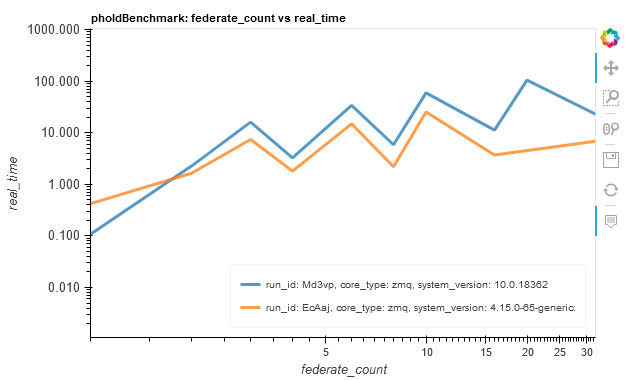 pholdBenchmark: federate_count vs real_time
1000.000
100.000
10.000
1.000
0.100
0.010
real_time
run_id: Md3vp, core_type: zmq, system_version: 10.0.18362
run_id: EcAaj, core_type: zmq, system_version: 4.15.0-65-generic:
5 10 15 20 25 30
federate_count